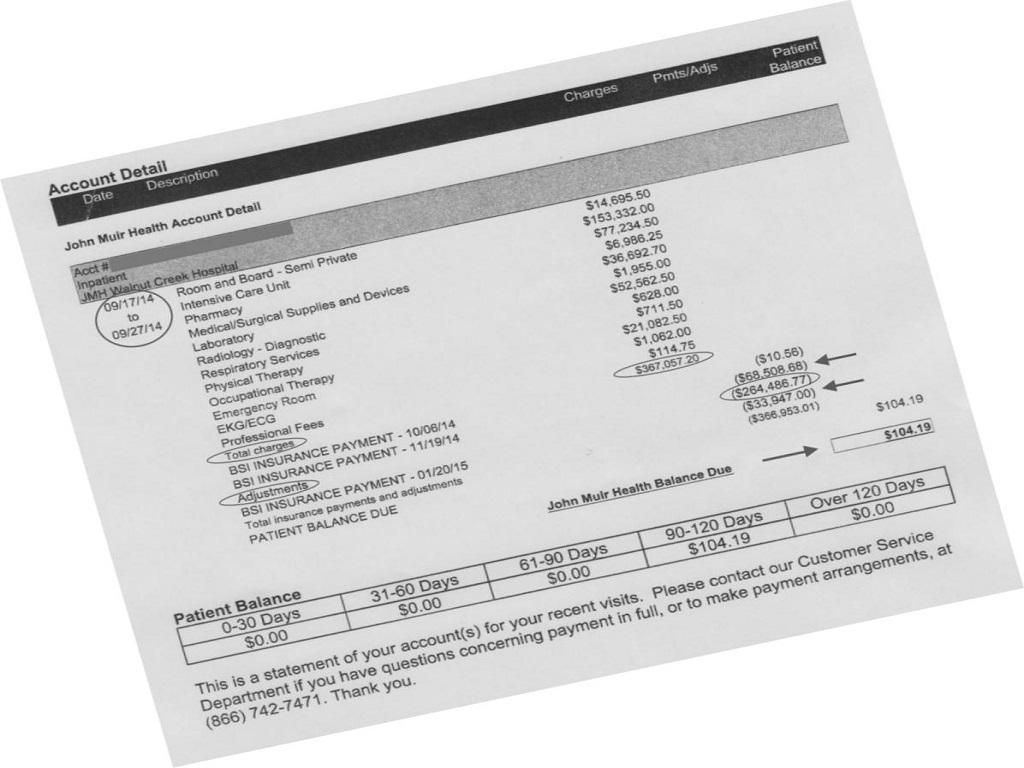 Account Detail
Date Description Charges Pmts/Adjs Patient Balance
John Muir Health Account Detail
Acct #
Inpatient
JMH Walnut Creek Hospital
09/17/14 to 09/27/14
Room and Board - Semi Private $14,695.50
Intensive Care Unit $153,332.00
Pharmacy $77,234.50
Medical/Surgical Supplies and Devices $6,986.25
Laboratory $36,692.70
Radiology - Diagnostic $1,955.00
Respiratory Services $52,562.50
Physical Therapy $628.00
Occupational Therapy $711.50
Emergency Room $21,082.50
EKG/ECG $1,062.00
Professional Fees $114.75
Total charges $367,057.20
BSI INSURANCE PAYMENT - 10/06/14 ($10.56)
BSI INSURANCE PAYMENT - 11/19/14 ($68,508.68)
Adjustments ($264,486.77)
BSI INSURANCE PAYMENT - 01/20/15 ($33,947.00)
Total insurance payments and adjustments ($366,953.01)
PATIENT BALANCE DUE $104.19
John Muir Health Balance Due $104.19
Patient Balance
0-30 Days 31-60 Days 61-90 Days 90-120 Days Over 120 Days
$0.00 $0.00 $0.00 $104.19 $0.00
This is a statement of your account(s) for your recent visits. Please contact our Customer Service
Department if you have questions concerning payment in full, or to make payment arrangements, at
(866) 742-7471. Thank you.